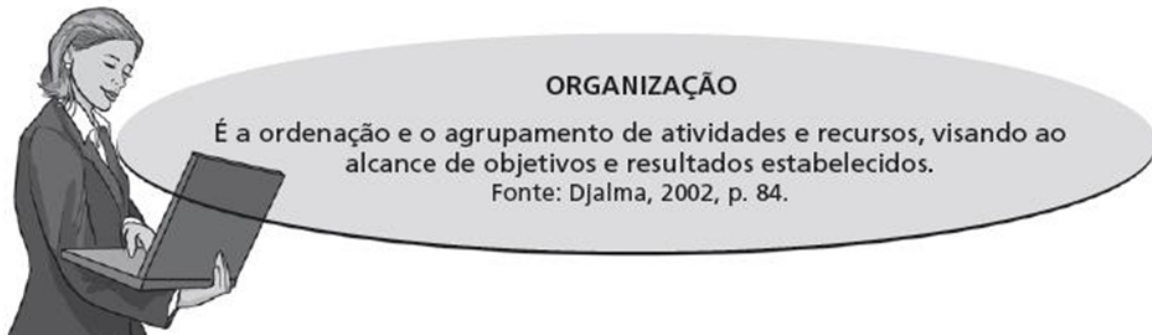 ORGANIZAÇÃO
É a ordenação e o agrupamento de atividades e recursos, visando ao
alcance de objetivos e resultados estabelecidos.
Fonte: Djalma, 2002, p. 84.